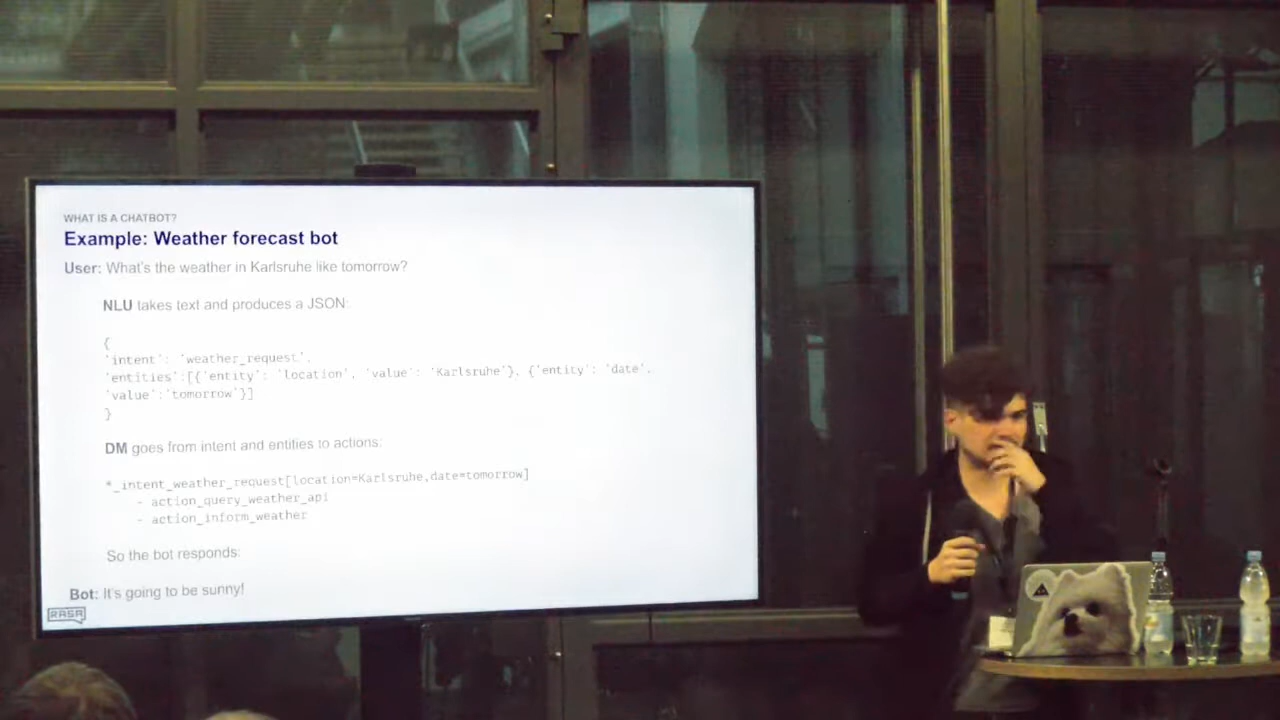 WHAT IS A CHATBOT?
Example: Weather forecast bot
User: What's the weather in Karlsruhe like tomorrow?
NLU takes text and produces a JSON:
{
'intent': 'weather_request',
'entities':[{'entity': 'location', 'value': 'Karlsruhe'}, {'entity': 'date',
'value':'tomorrow'}]
}
DM goes from intent and entities to actions:
*_intent_weather_request[location=Karlsruhe,date=tomorrow]
- action_query_weather_api
- action_inform_weather
So the bot responds:
Bot: It's going to be sunny!
RASA